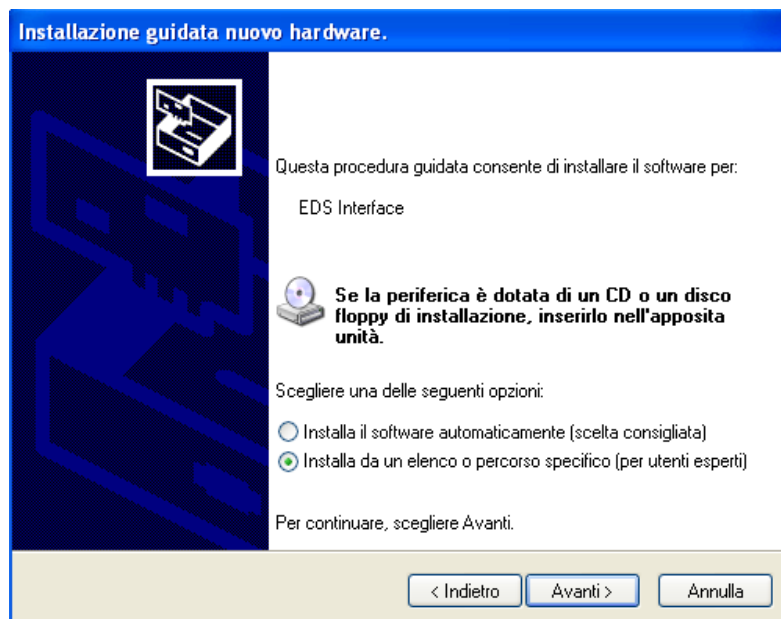 Installazione guidata nuovo hardware.
Questa procedura guidata consente di installare il software per:
EDS Interface
Se la periferica è dotata di un CD o un disco
floppy di installazione, inserirlo nell'apposita
unità.
Scegliere una delle seguenti opzioni:
Installa il software automaticamente (scelta consigliata)
Installa da un elenco o percorso specifico (per utenti esperti)
Per continuare, scegliere Avanti.
< Indietro
Avanti >
Annulla